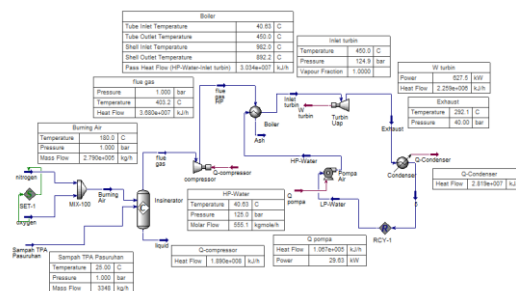 Boiler
Tube Inlet Temperature 40.63 C
Tube Outlet Temperature 450.0 C
Shell Inlet Temperature 982.0 C
Shell Outlet Temperature 892.2 C
Pass Heat Flow (HP-Water-Inlet turbin) 3.034e+007 kJ/h
Inlet turbin
Temperature 450.0 C
Pressure 124.9 bar
Vapour Fraction 1.0000
W turbin
Power 627.5 kW
Heat Flow 2.259e+006 kJ/h
flue gas
Pressure 1.000 bar
Temperature 400.2 C
Heat Flow 3.580e+007 kJ/h
Exhaust
Temperature 292.1 C
Pressure 40.00 bar
Burning Air
Temperature 180.0 C
Pressure 1.000 bar
Mass Flow 2.790e+005 kg/h
flue
Boiler
Ash
Inlet
turbin
W
turbin
Turbin
Uap
Exhaust
nitrogen
SET-1
oxygen
MIX-100
Burning
Air
flue
gas
compressor
Q-compressor
Insinerator
liquid
HP-Water
Pompa
Air
Q
pompa
LP-Water
Condenser
Q-Condenser
RCY-1
Q-Condenser
Heat Flow 2.819e+007
HP-Water
Temperature 40.63 C
Pressure 125.0 bar
Molar Flow 555.1 kgmole/h
Sampah TPA
Pasuruhan
Sampah TPA Pasuruhan
Temperature 25.00 C
Pressure 1.000 bar
Mass Flow 3348 kg/h
Q-compressor
Heat Flow 1.690e+008 kJ/h
Q pompa
Heat Flow 1.067e+005 kJ/h
Power 29.63 kW